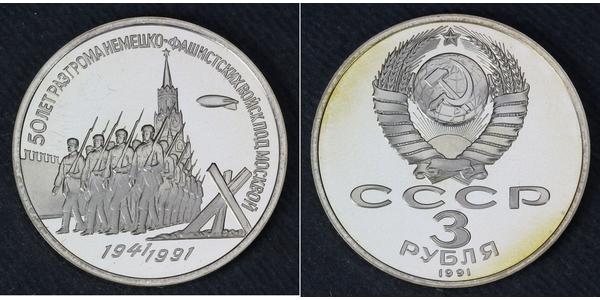 50 ЛЕТ РАЗГРОМА НЕМЕЦКО-ФАШИСТСКИХ ВОЙСК ПОД МОСКВОЙ
1941/1991
СССР
3
РУБЛЯ
1991